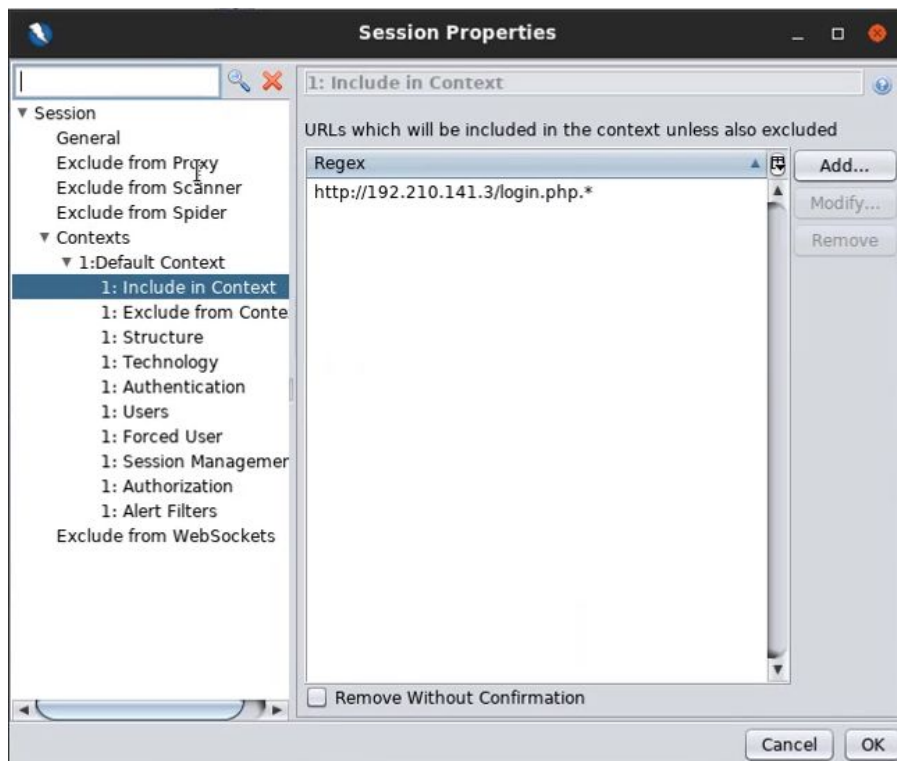 Session Properties
Session
General
Exclude from Proxy
Exclude from Scanner
Exclude from Spider
Contexts
1:Default Context
1: Include in Context
1: Exclude from Conte
1: Structure
1: Technology
1: Authentication
1: Users
1: Forced User
1: Session Managemer
1: Authorization
1: Alert Filters
Exclude from WebSockets
1: Include in Context
URLs which will be included in the context unless also excluded
Regex
http://192.210.141.3/login.php.*
Add...
Modify...
Remove
Remove Without Confirmation
Cancel
OK